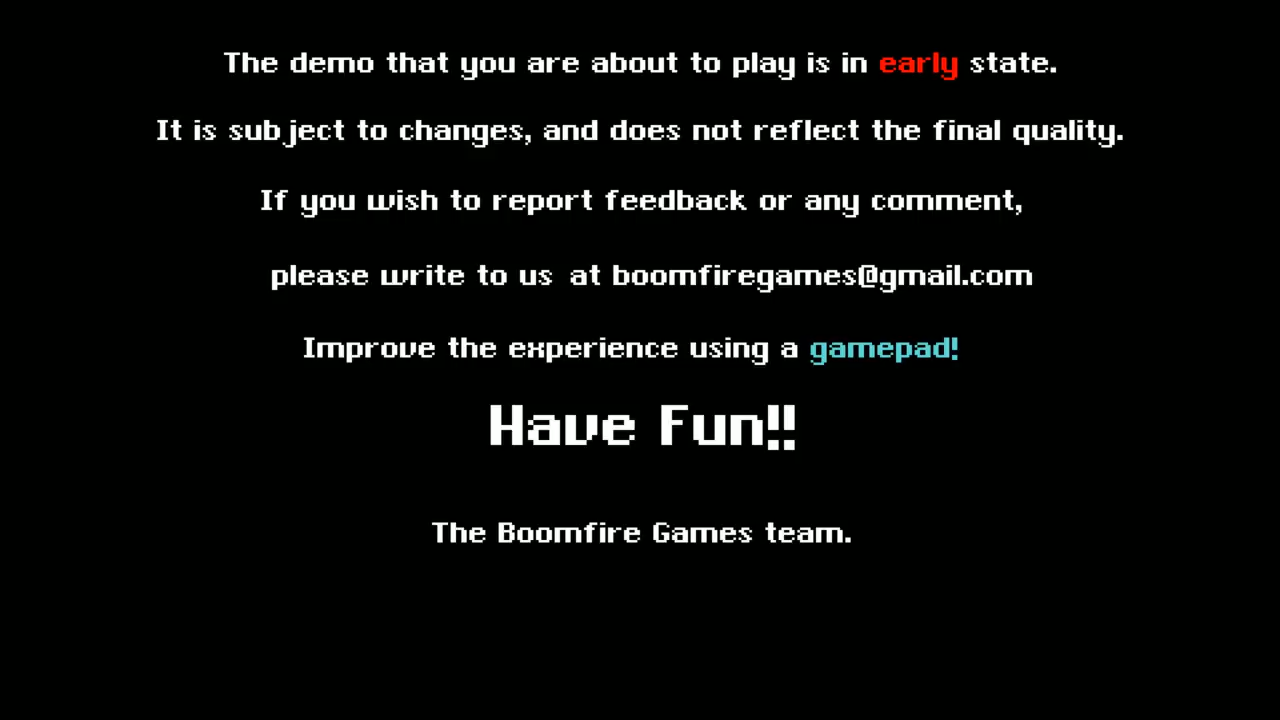 The demo that you are about to play is in early state.
It is subject to changes, and does not reflect the final quality.
If you wish to report feedback or any comment,
please write to us at boomfiregames@gmail.com
Improve the experience using a gamepad!
Have Fun!!
The Boomfire Games team.